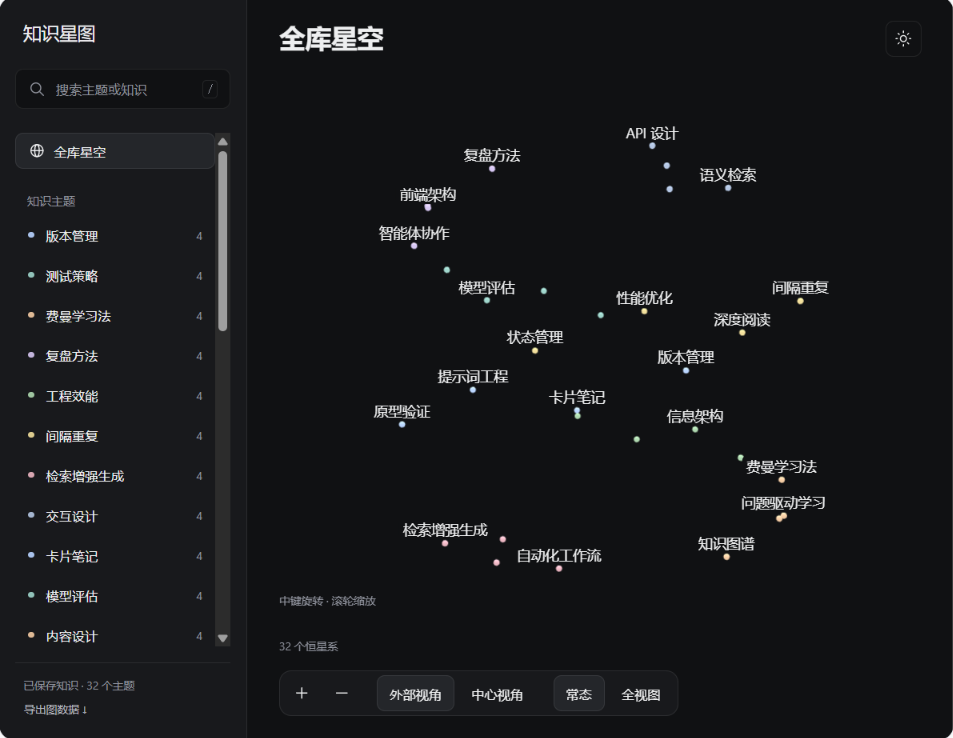 知识星图
搜索主题或知识 /
全库星空
知识主题
版本管理 4
测试策略 4
费曼学习法 4
复盘方法 4
工程效能 4
间隔重复 4
检索增强生成 4
交互设计 4
卡片笔记 4
模型评估 4
内容设计 4
已保存知识 · 32 个主题
导出图数据 ↓
全库星空
API 设计
复盘方法
语义检索
前端架构
智能体协作
模型评估
间隔重复
性能优化
深度阅读
状态管理
版本管理
提示词工程
卡片笔记
原型验证
信息架构
费曼学习法
问题驱动学习
检索增强生成
知识图谱
自动化工作流
中键旋转 · 滚轮缩放
32 个恒星系
+ − 外部视角 中心视角 常态 全视图